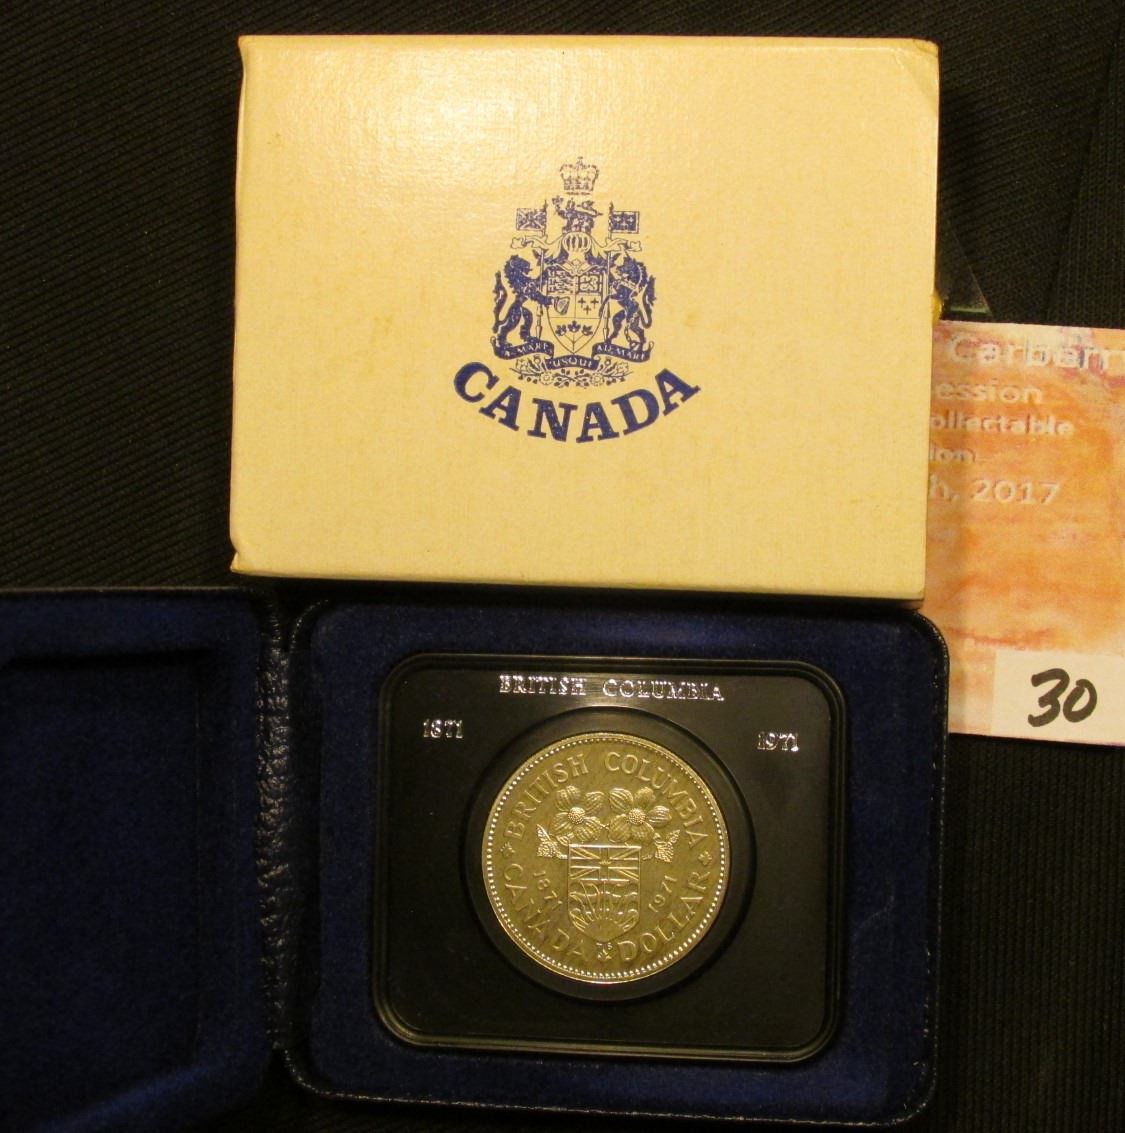 A MARI USQUE AD MARE
CANADA
Carberry
ession
ollectable
ion
h, 2017
30
BRITISH COLUMBIA
1871 1971
BRITISH COLUMBIA
1871 1971
CANADA DOLLAR